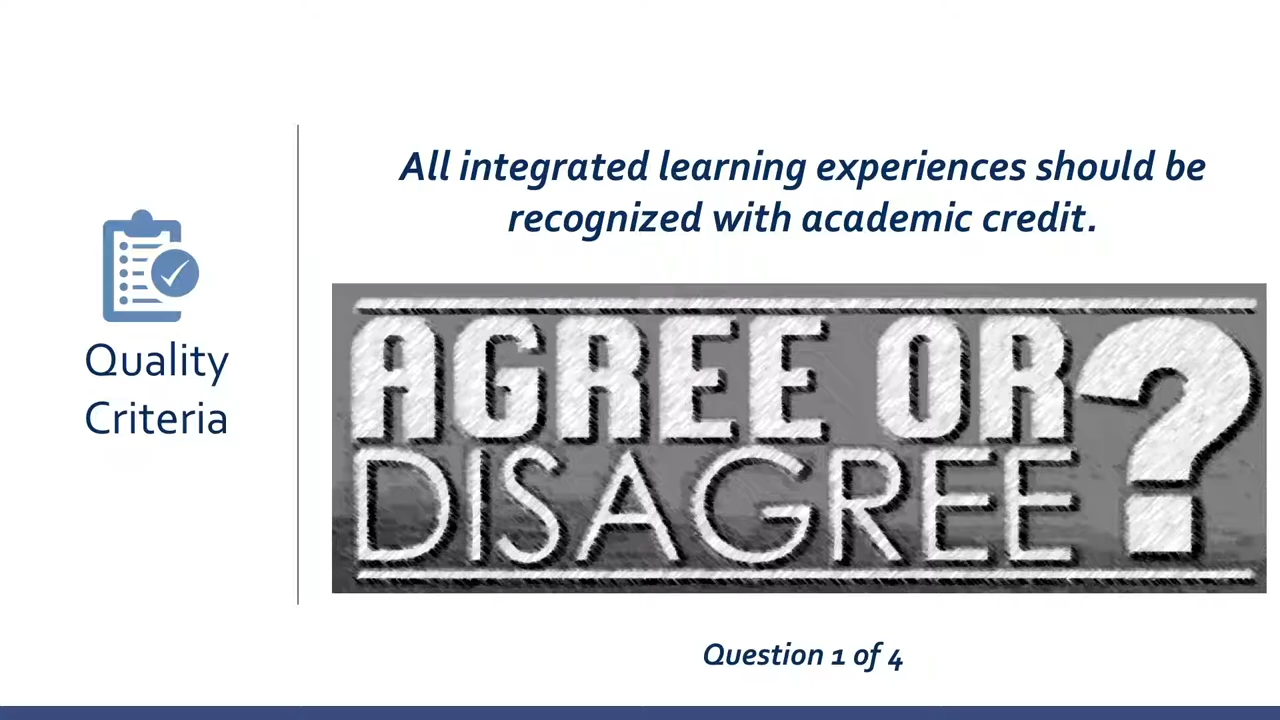 All integrated learning experiences should be
recognized with academic credit.
Quality
Criteria
AGREE OR
DISAGREE?
Question 1 of 4